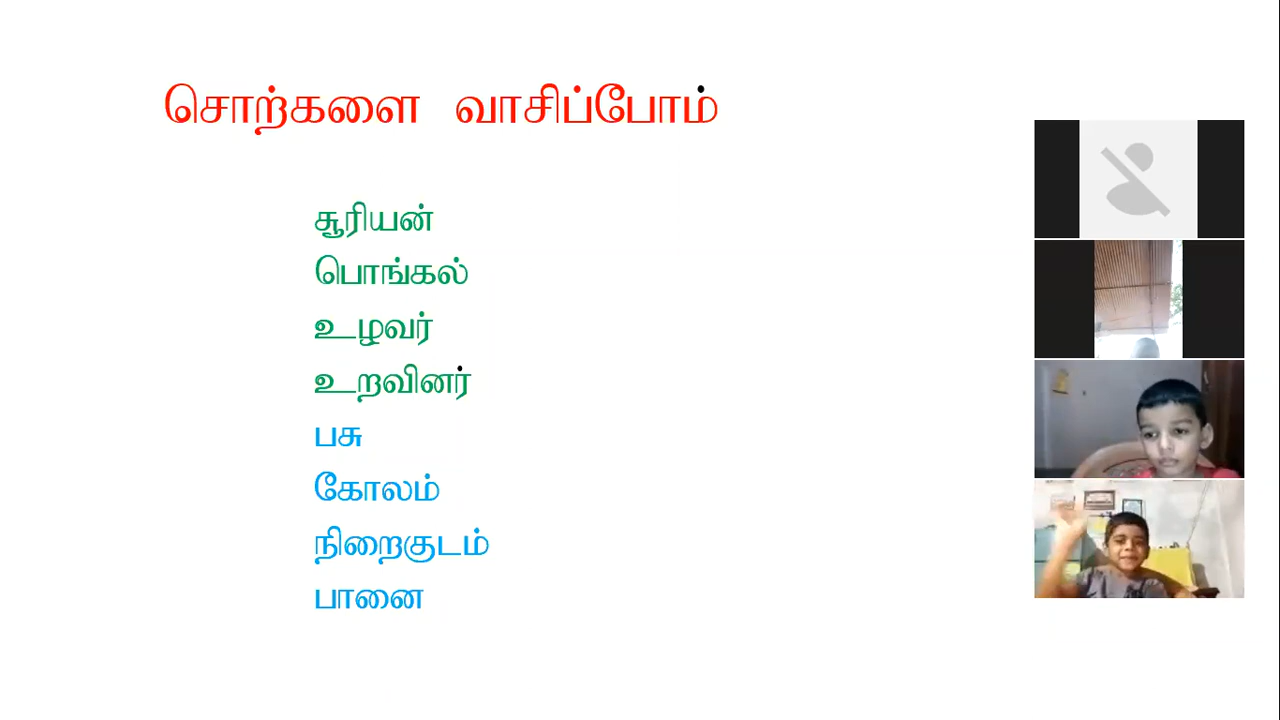 சொற்களை வாசிப்போம்
சூரியன்
பொங்கல்
உழவர்
உறவினர்
பசு
கோலம்
நிறைகுடம்
பானை